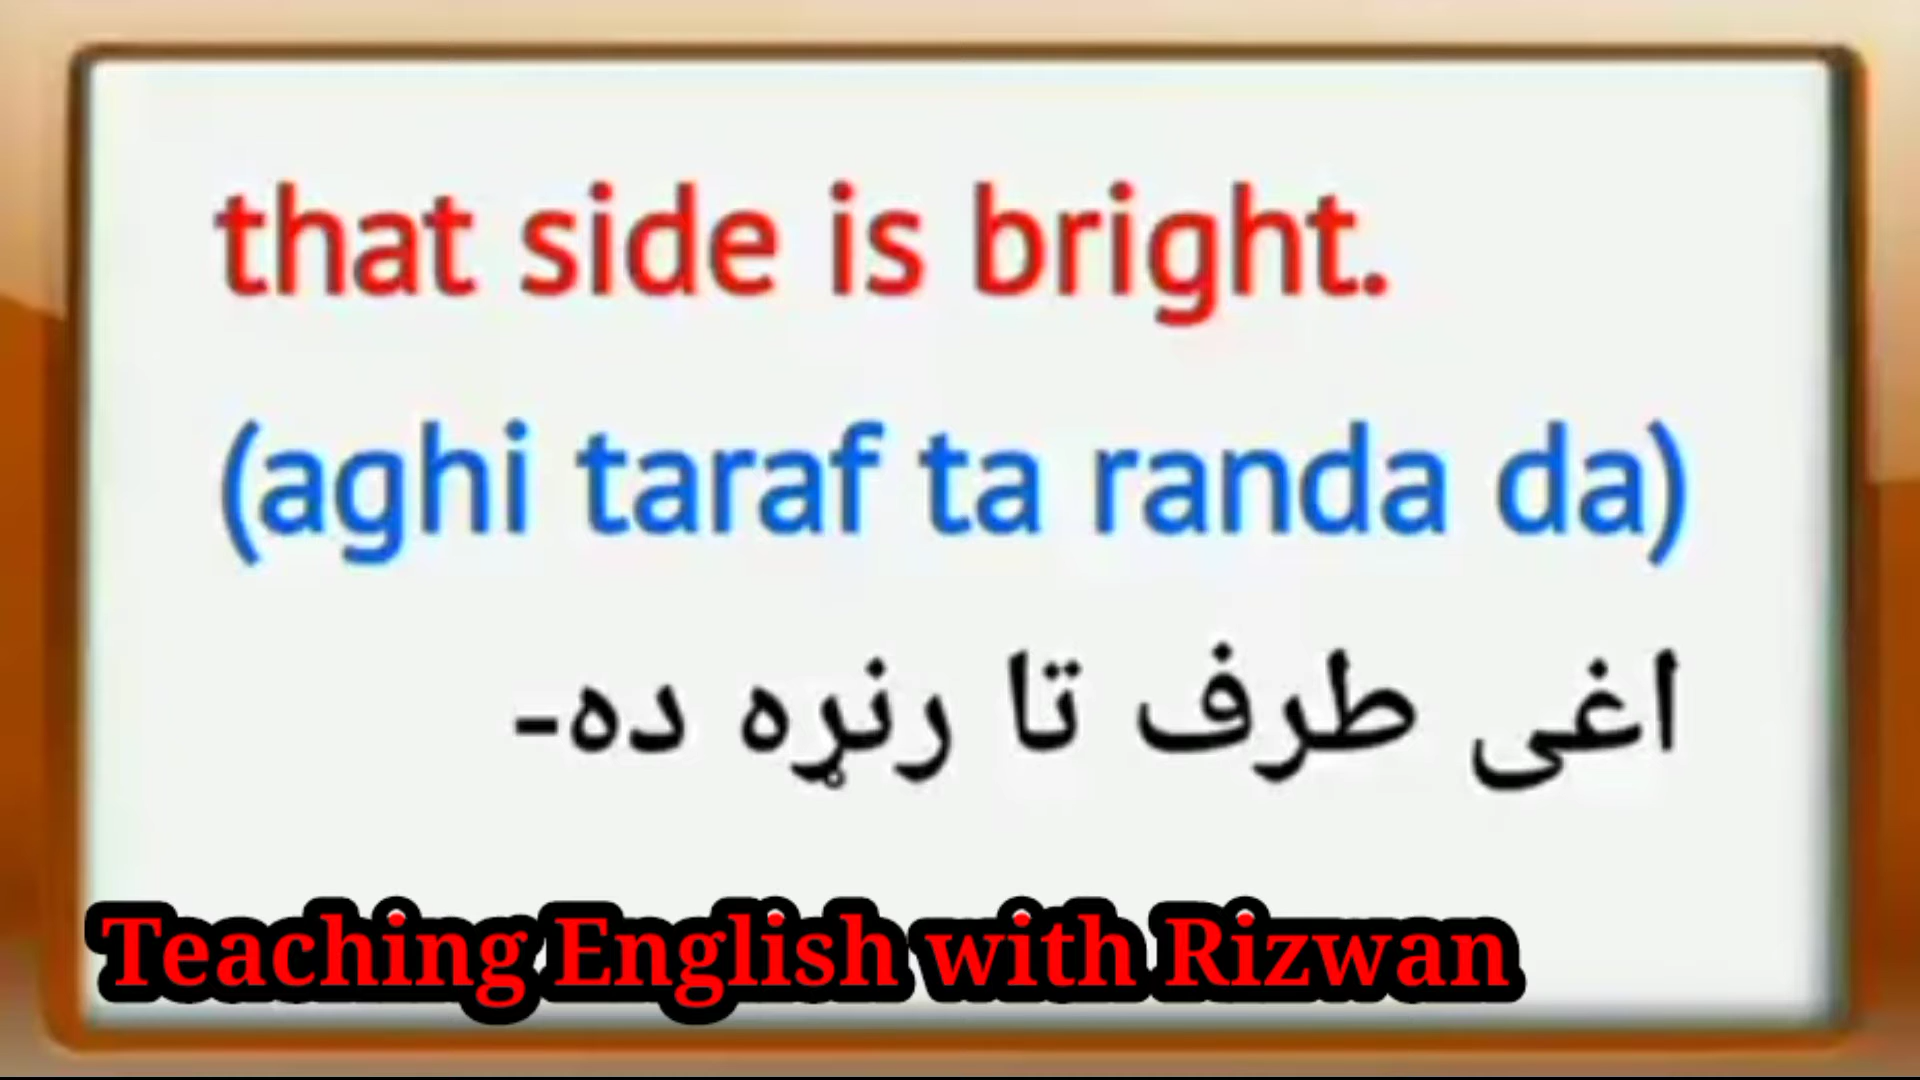 that side is bright.
(aghi taraf ta randa da)
اغی طرف تا رنړه ده-
Teaching English with Rizwan